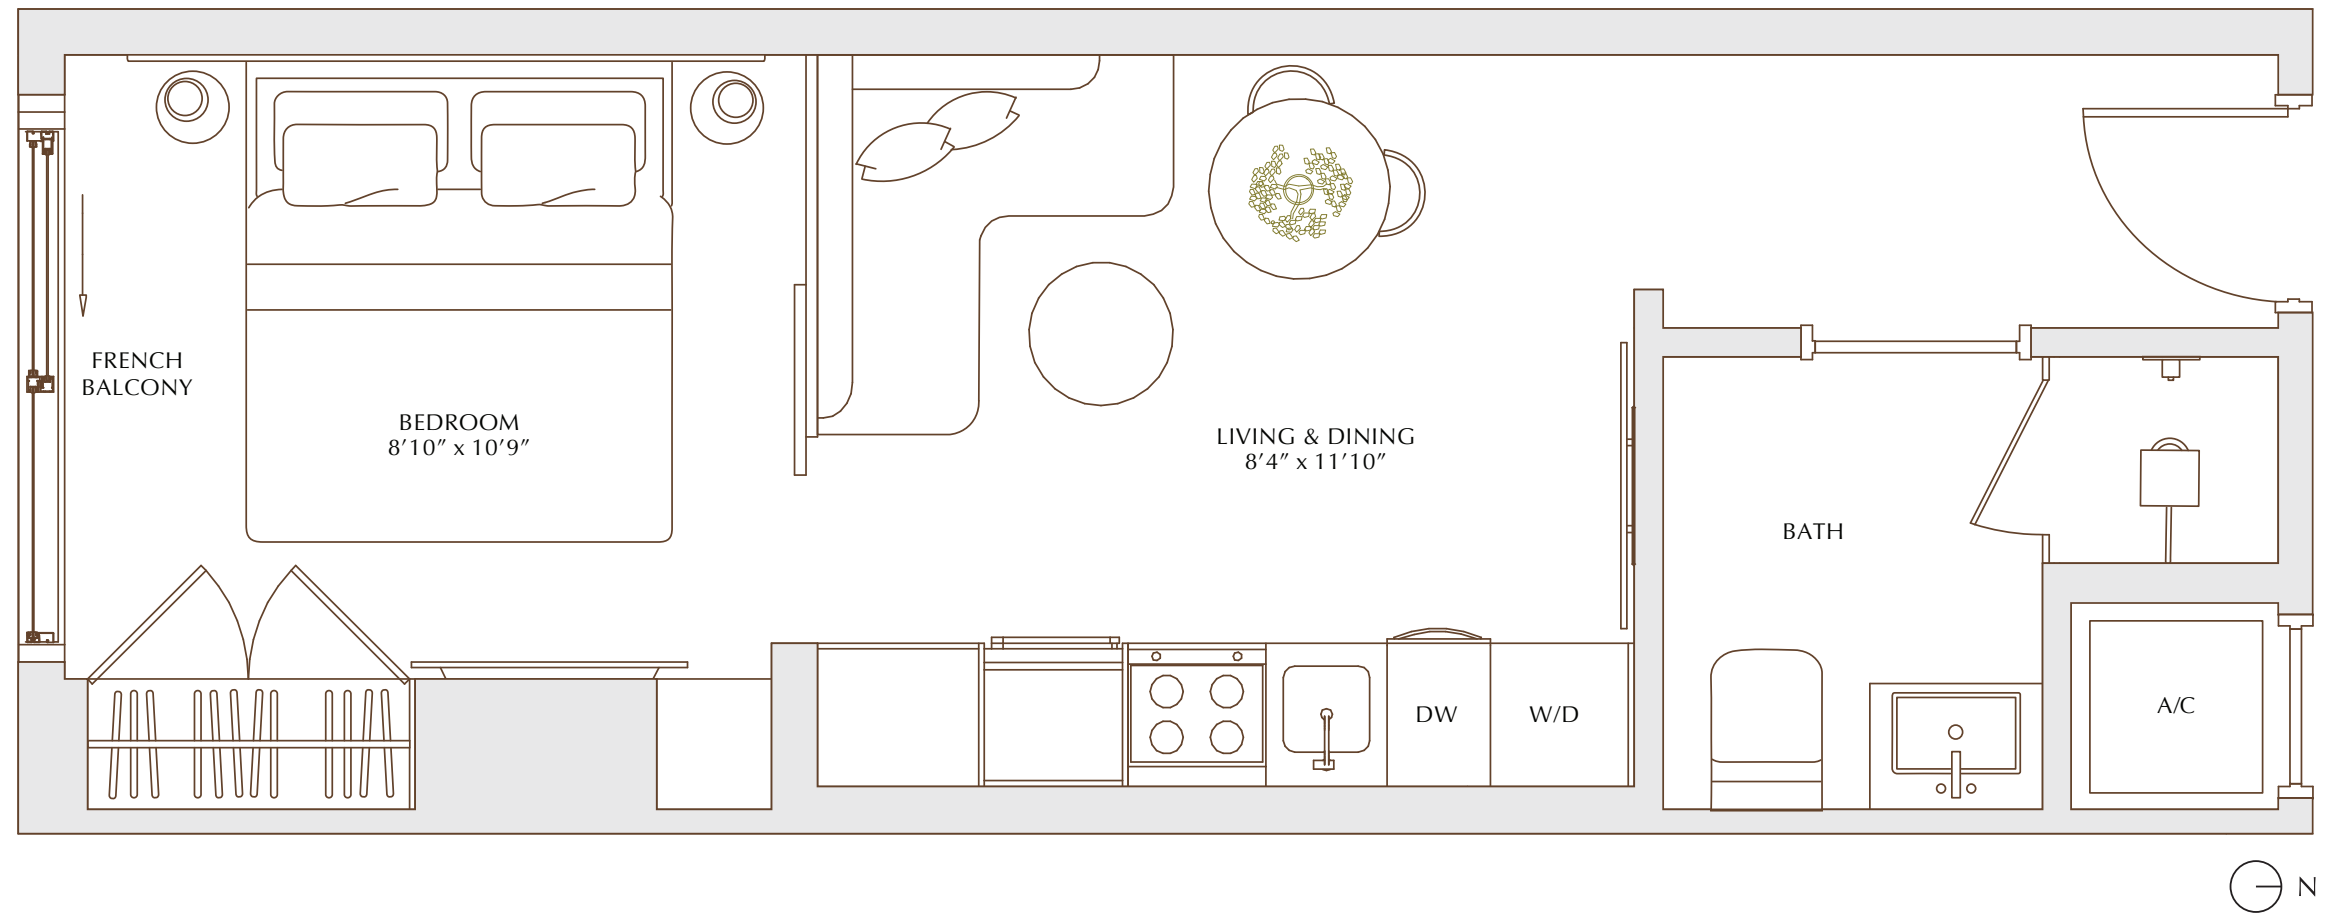 FRENCH
BALCONY
BEDROOM
8’10” x 10’9”
LIVING & DINING
8’4” x 11’10”
BATH
DW
W/D
A/C
N